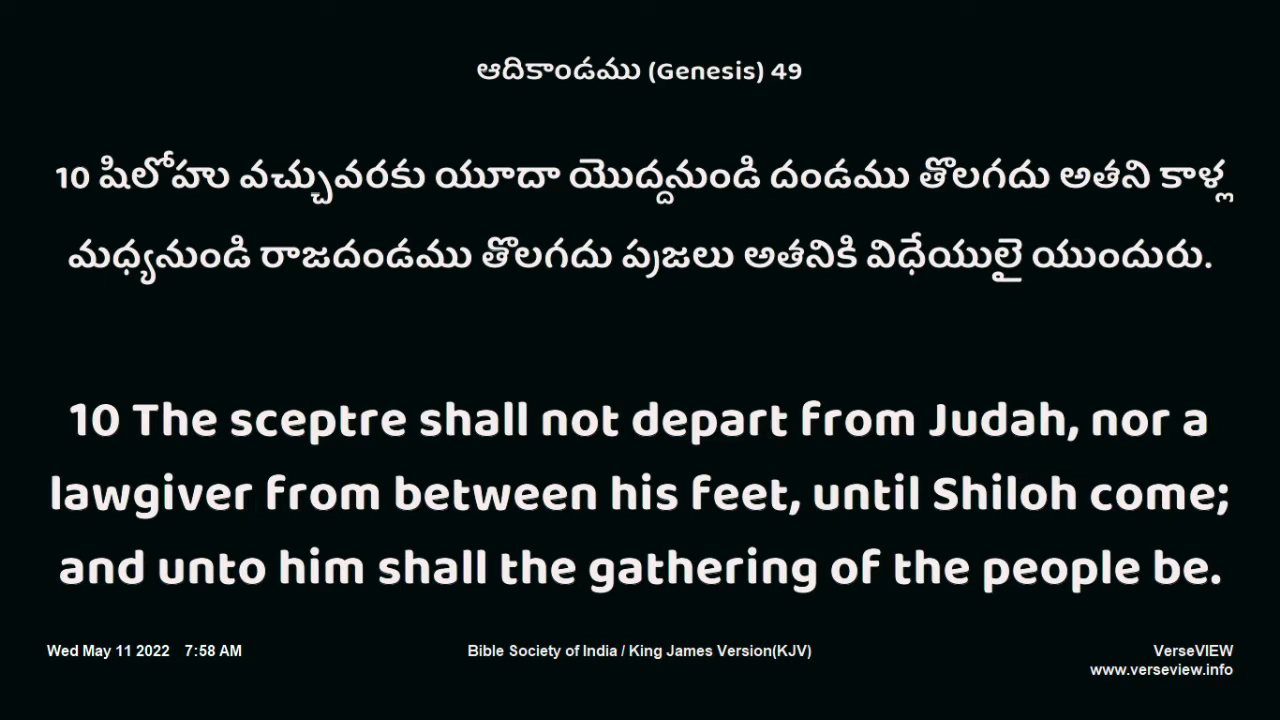 ఆదికాండము (Genesis) 49
10 షిలోహు వచ్చువరకు యూదా యొద్దనుండి దండము తొలగదు అతని కాళ్ల
మధ్యనుండి రాజదండము తొలగదు ప్రజలు అతనికి విధేయులై యుందురు.
10 The sceptre shall not depart from Judah, nor a
lawgiver from between his feet, until Shiloh come;
and unto him shall the gathering of the people be.
Wed May 11 2022 7:58 AM
Bible Society of India / King James Version(KJV)
VerseVIEW
www.verseview.info